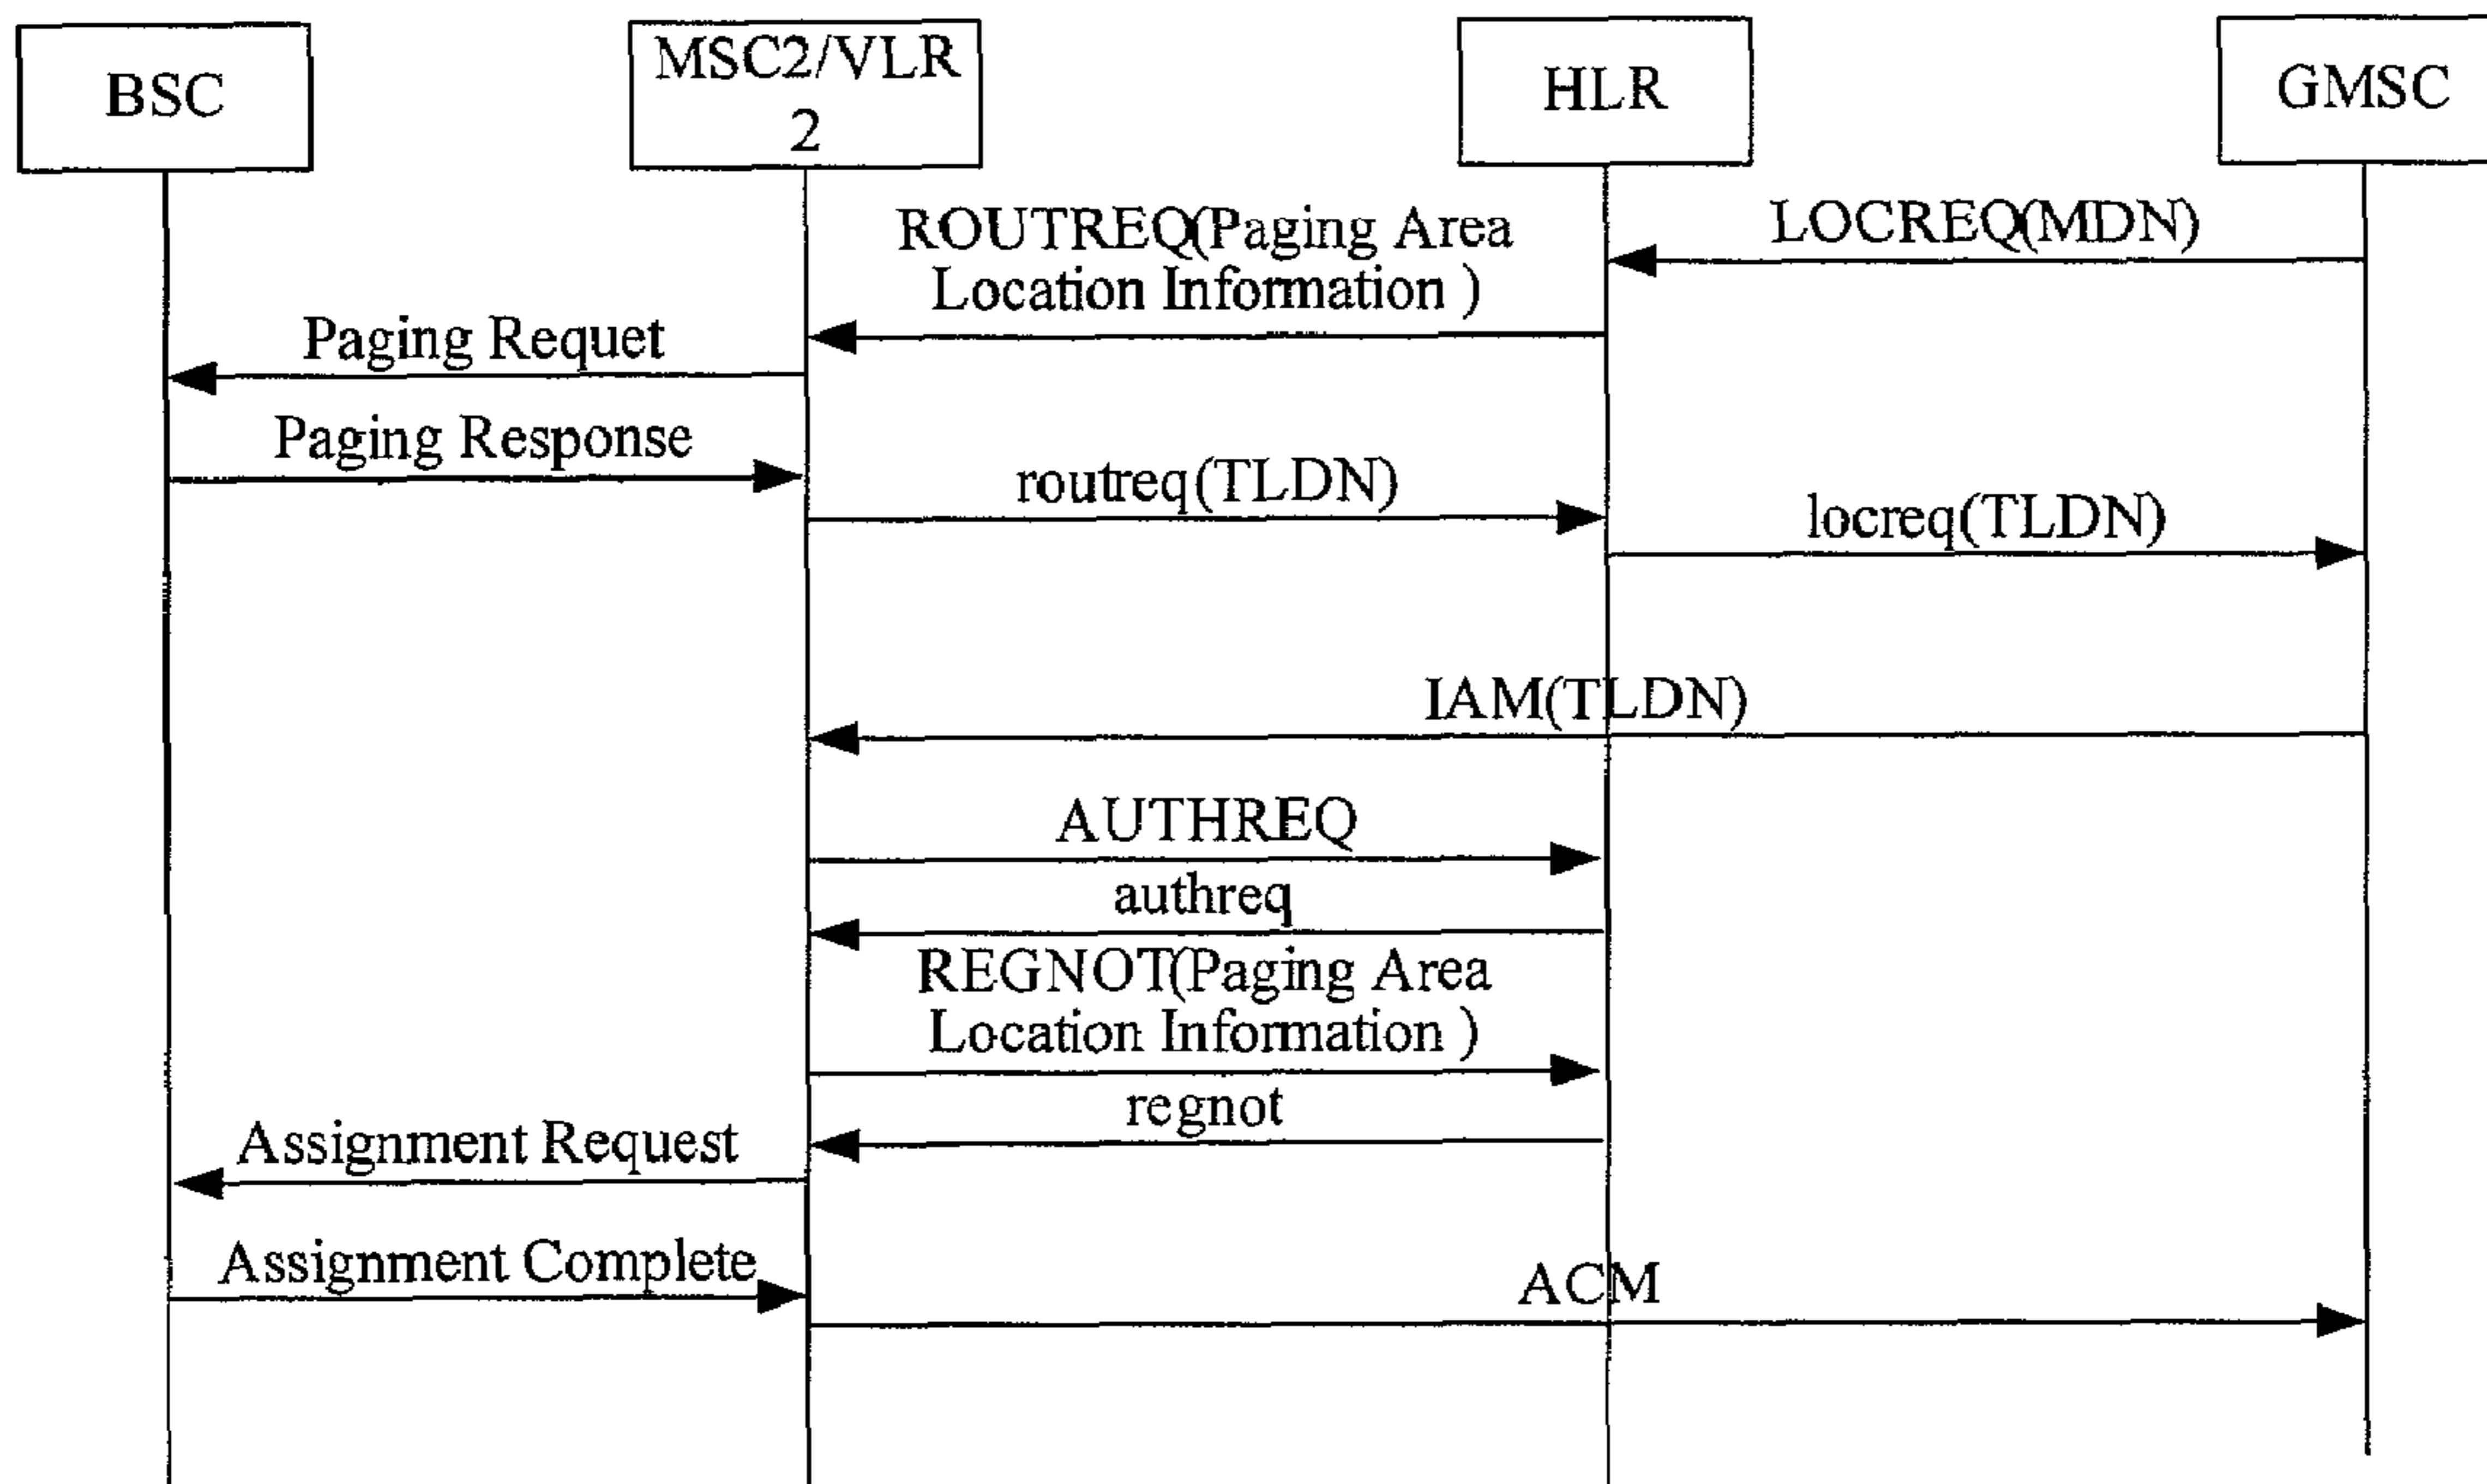 BSC
MSC2/VLR
2
HLR
GMSC
LOCREQ(MDN)
ROUTREQ(Paging Area
Location Information )
Paging Requet
Paging Response
routreq(TLDN)
locreq(TLDN)
IAM(TLDN)
AUTHREQ
authreq
REGNOT(Paging Area
Location Information )
regnot
Assignment Request
Assignment Complete
ACM